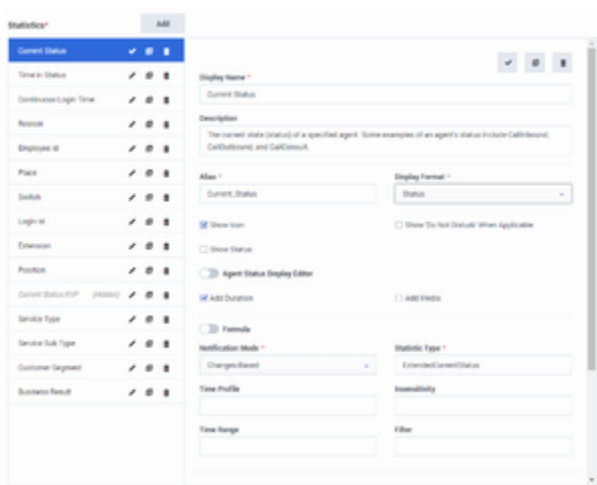 Statistics*
Add
Current Status
Time in Status
Continuous Login Time
Reason
Employee Id
Place
Switch
Login Id
Extension
Position
Current Status KVP (Hidden)
Service Type
Service Sub Type
Customer Segment
Business Result
Display Name *
Current Status
Description
The current state (status) of a specified agent. Some examples of an agent's status include CallInbound,
CallOutbound, and CallConsult.
Alias * Display Format *
Current_Status Status
Show Icon Show 'Do Not Disturb' When Applicable
Show Status
Agent Status Display Editor
Add Duration Add Media
Formula
Notification Mode * Statistic Type *
Changes-Based ExtendedCurrentStatus
Time Profile Insensitivity
Time Range Filter